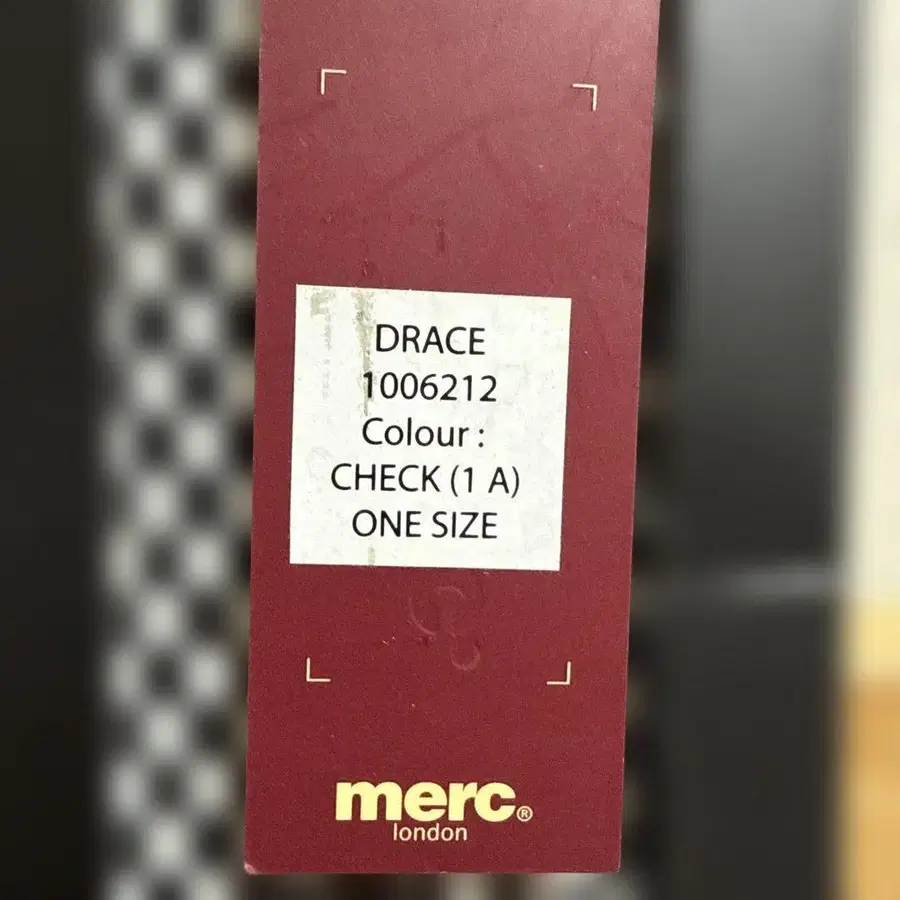 DRACE
1006212
Colour :
CHECK (1 A)
ONE SIZE
merc®
london